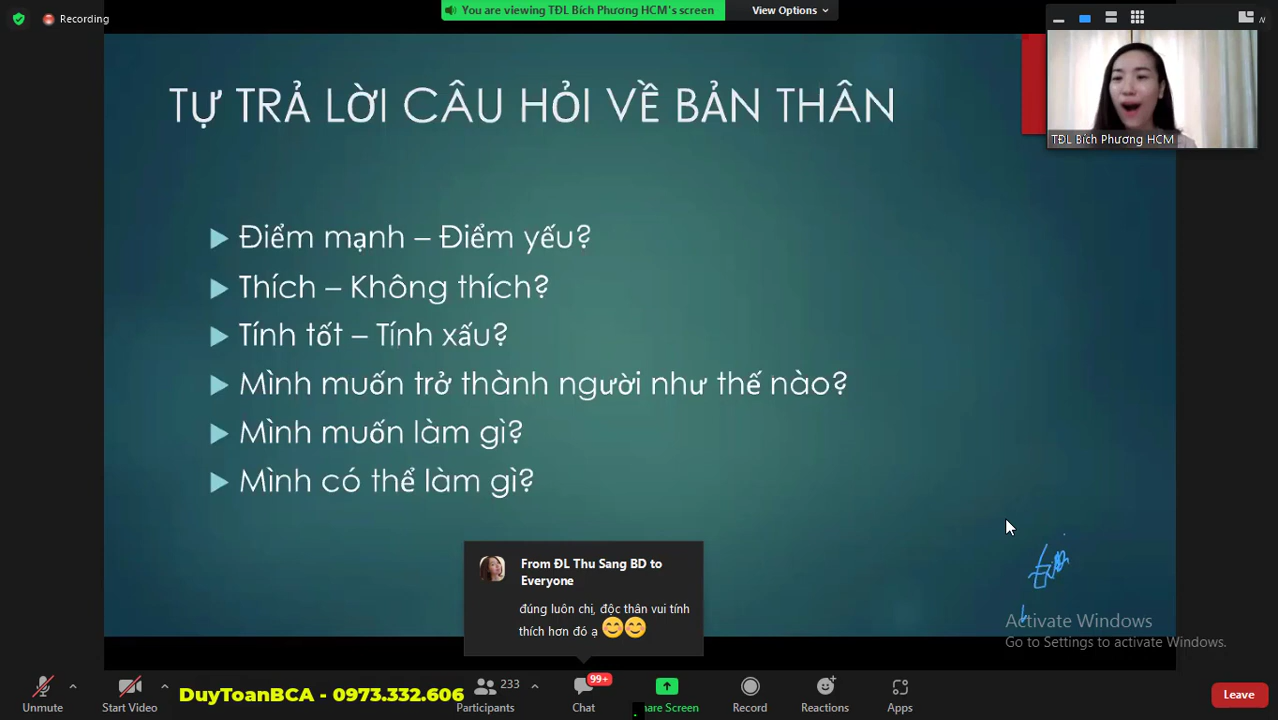 Recording
You are viewing TĐL Bích Phương HCM's screen
View Options
TỰ TRẢ LỜI CÂU HỎI VỀ BẢN THÂN
TĐL Bích Phương HCM
Điểm mạnh – Điểm yếu?
Thích – Không thích?
Tính tốt – Tính xấu?
Mình muốn trở thành người như thế nào?
Mình muốn làm gì?
Mình có thể làm gì?
From ĐL Thu Sang BD to
Everyone
đúng luôn chị, độc thân vui tính
thích hơn đó ạ 😊😊
Activate Windows
Go to Settings to activate Windows.
99+
233
DuyToanBCA - 0973.332.606
Unmute
Start Video
Participants
Chat
hare Screen
Record
Reactions
Apps
Leave